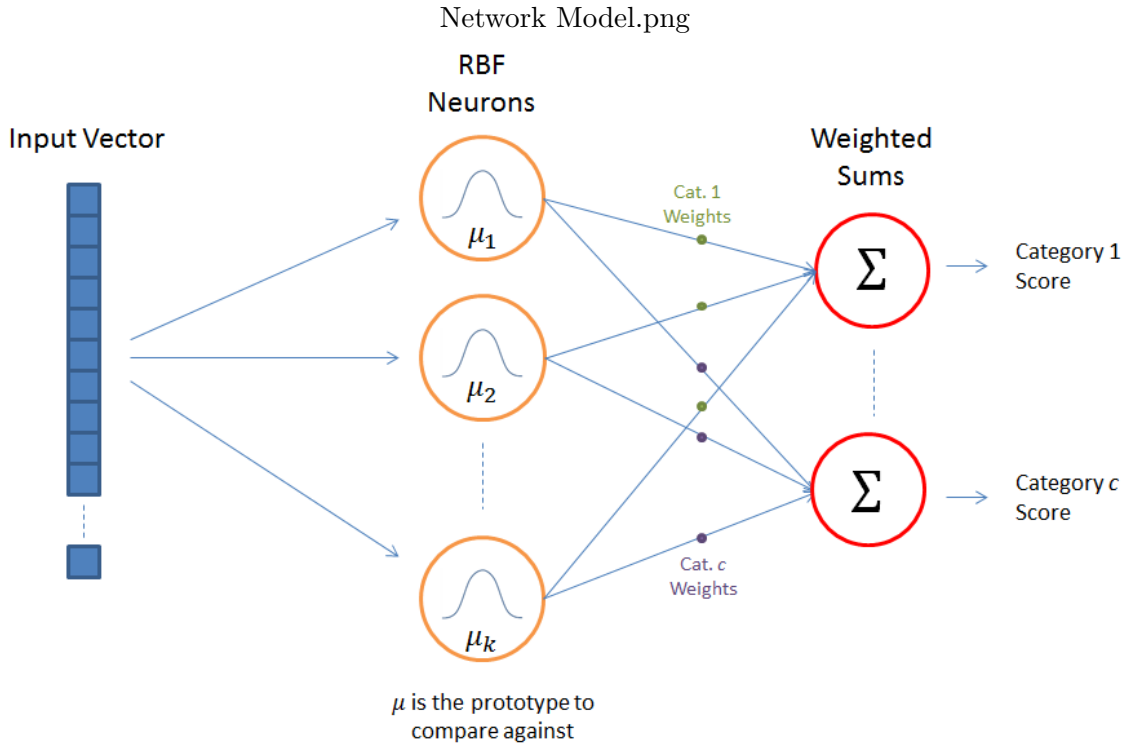 Network Model.png
RBF
Neurons
Input Vector
Weighted
Sums
Cat. 1
Weights
μ₁
Σ
Category 1
Score
μ₂
Σ
Category c
Score
Cat. c
Weights
μₖ
μ is the prototype to
compare against